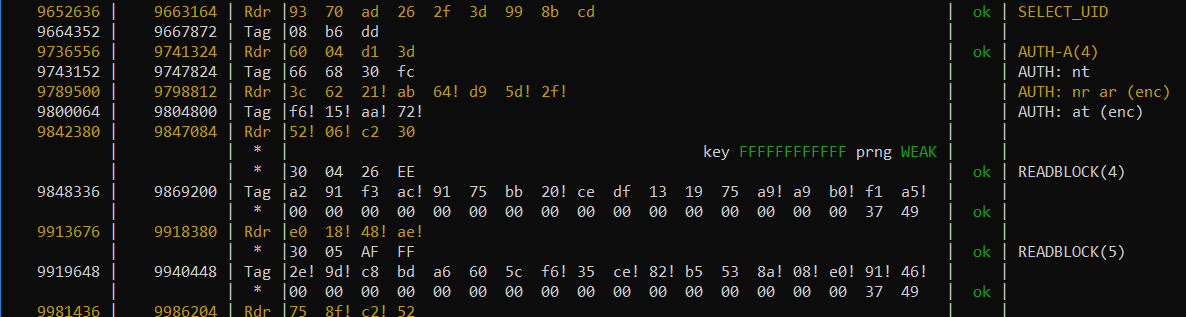 9652636 | 9663164 | Rdr |93 70 ad 26 2f 3d 99 8b cd | ok | SELECT_UID
9664352 | 9667872 | Tag |08 b6 dd | |
9736556 | 9741324 | Rdr |60 04 d1 3d | ok | AUTH-A(4)
9743152 | 9747824 | Tag |66 68 30 fc | | AUTH: nt
9789500 | 9798812 | Rdr |3c 62 21! ab 64! d9 5d! 2f! | | AUTH: nr ar (enc)
9800064 | 9804800 | Tag |f6! 15! aa! 72! | | AUTH: at (enc)
9842380 | 9847084 | Rdr |52! 06! c2 30 | |
| | * | key FFFFFFFFFFFF prng WEAK | |
| | * |30 04 26 EE | ok | READBLOCK(4)
9848336 | 9869200 | Tag |a2 91 f3 ac! 91 75 bb 20! ce df 13 19 75 a9! a9 b0! f1 a5! | |
| | * |00 00 00 00 00 00 00 00 00 00 00 00 00 00 00 00 37 49 | ok |
9913676 | 9918380 | Rdr |e0 18! 48! ae! | |
| | * |30 05 AF FF | ok | READBLOCK(5)
9919648 | 9940448 | Tag |2e! 9d! c8 bd a6 60 5c f6! 35 ce! 82! b5 53 8a! 08! e0! 91! 46! | |
| | * |00 00 00 00 00 00 00 00 00 00 00 00 00 00 00 00 37 49 | ok |
9981436 | 9986204 | Rdr |75 8f! c2! 52 | |